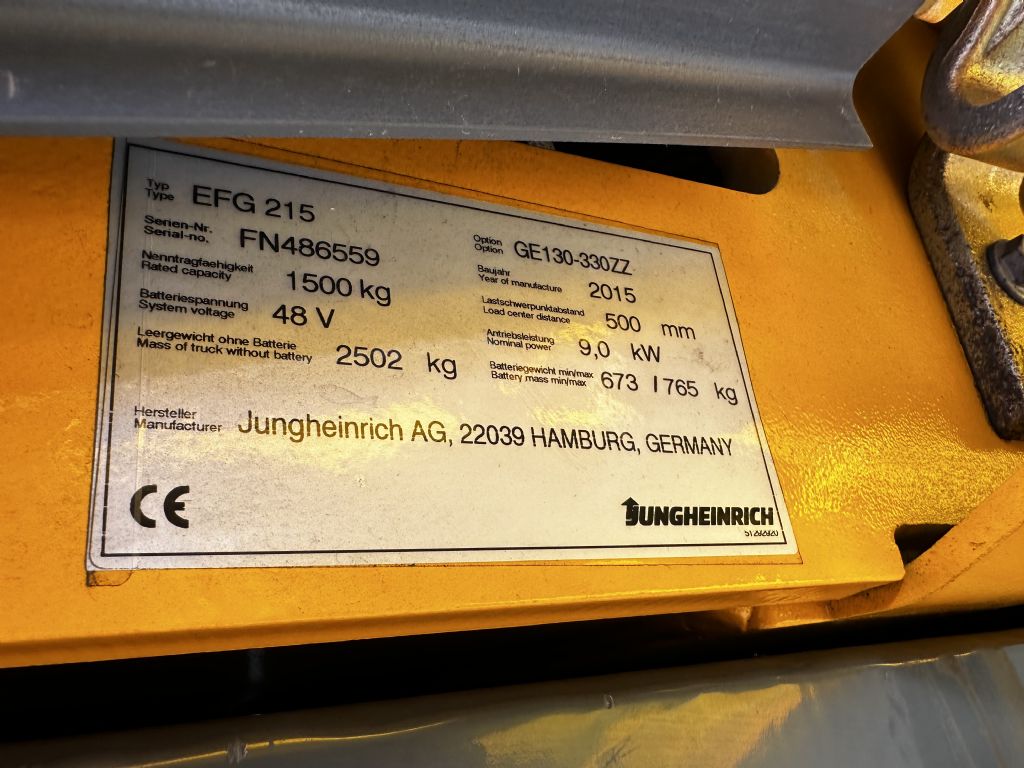 Typ
Type EFG 215
Serien-Nr.
Serial-no. FN486559
Option
Option GE130-330ZZ
Nenntragfaehigkeit
Rated capacity 1500 kg
Baujahr
Year of manufacture 2015
Batteriespannung
System voltage 48 V
Lastschwerpunktabstand
Load center distance 500 mm
Leergewicht ohne Batterie
Mass of truck without battery 2502 kg
Antriebsleistung
Nominal power 9,0 kW
Batteriegewicht min/max
Battery mass min/max 673 / 765 kg
Hersteller
Manufacturer Jungheinrich AG, 22039 HAMBURG, GERMANY
CE
JUNGHEINRICH